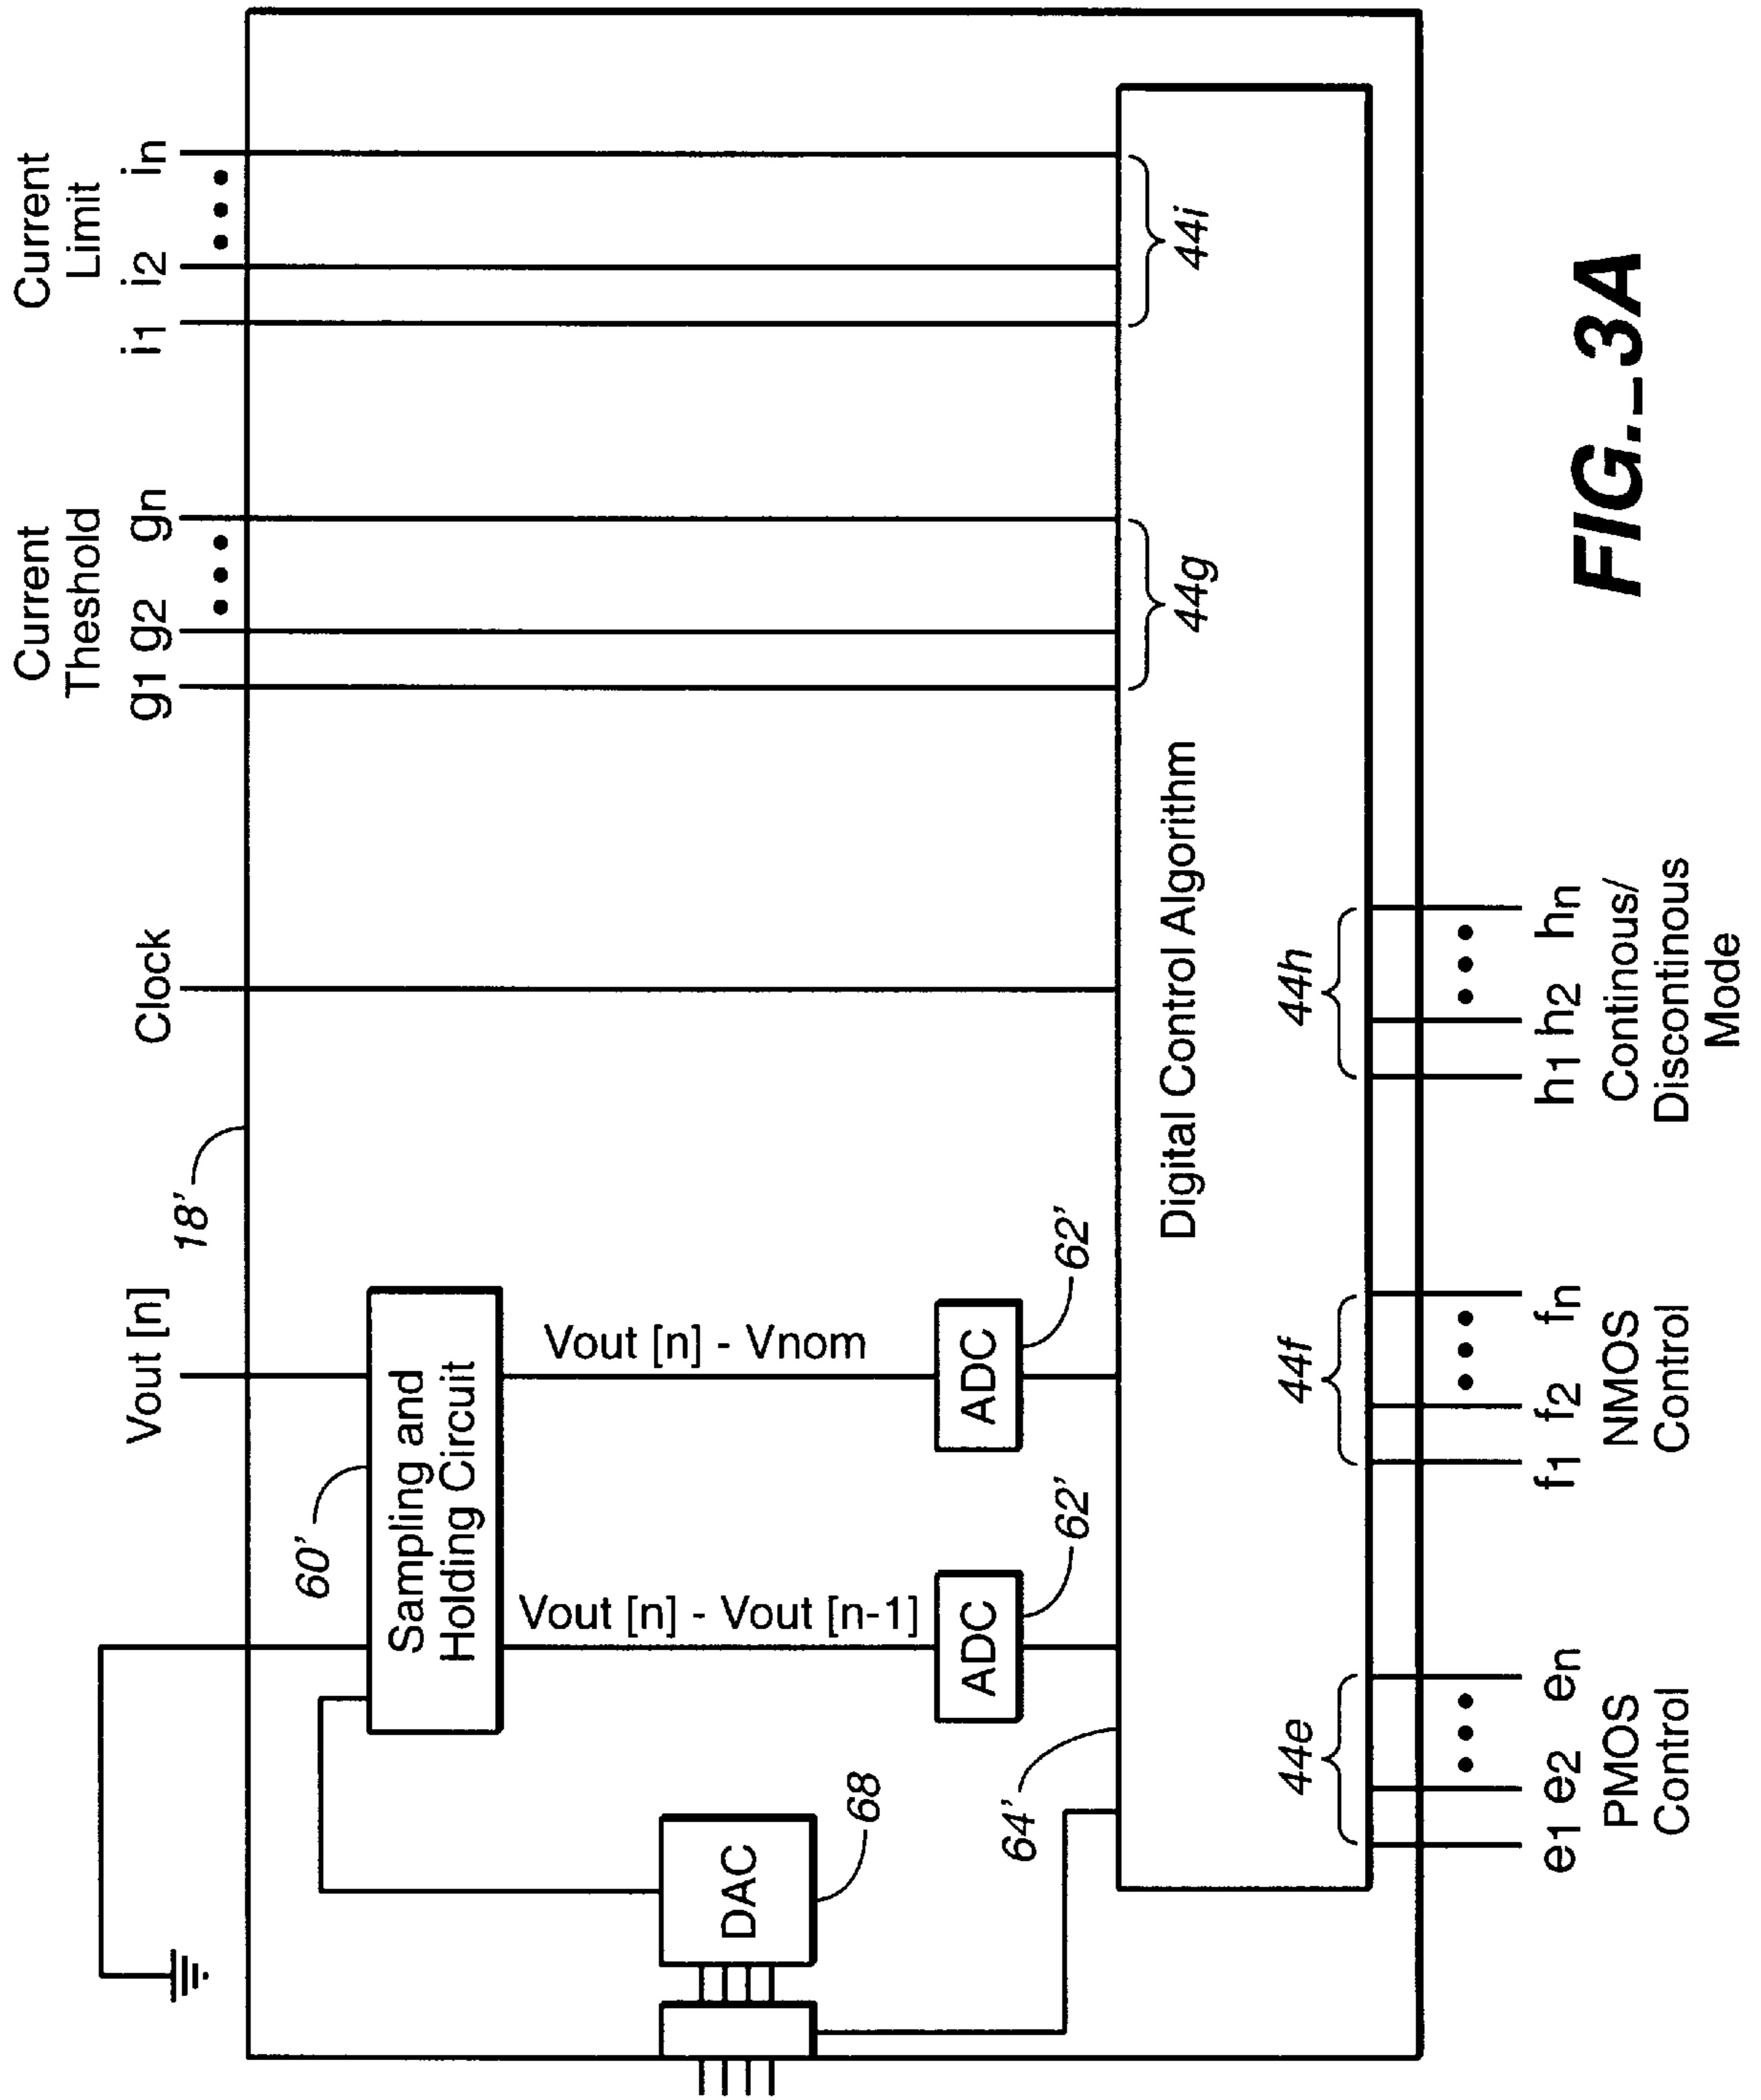 Vout [n]
Clock
Current
Theshold
g1 g2 gn
Current
Limit
i1 i2 in
18'
60'
Sampling and
Holding Circuit
Vout [n] - Vout [n-1]
Vout [n] - Vnom
DAC
68
ADC
62'
ADC
62'
64'
Digital Control Algorithm
44g
44i
44e
44f
44h
e1 e2 en
PMOS
Control
f1 f2 fn
NMOS
Control
h1 h2 hn
Continous/
Discontinous
Mode
FIG._3A